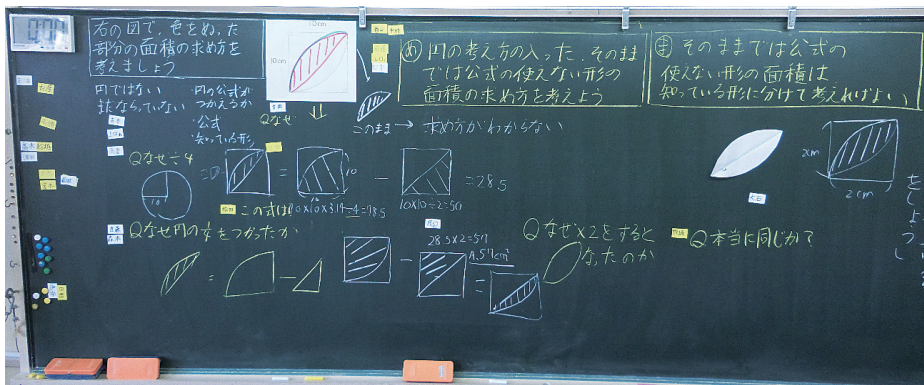 右の図で、色をぬった
部分の面積の求め方を
考えましょう
10cm
10cm
円ではない
まだならっていない
・円の公式が
つかえるか
・公式
・知っている形
Qなぜ
このまま→ 求め方がわからない
あ 円の考え方の入った、そのまま
では公式の使えない形の
面積の求め方を考えよう
ま そのままでは公式の
使えない形の面積は、
知っている形に分けて考えればよい。
Qなぜ÷4
10
=
10
10
10×10×3.14÷4=78.5
-
10×10÷2=50
=28.5
この式は
Qなぜ円の1/4をつかったか
-
-
28.5×2=57
A.57cm²
=
Qなぜ×2をすると
なったのか
Q本当に同じか
2cm
2cm